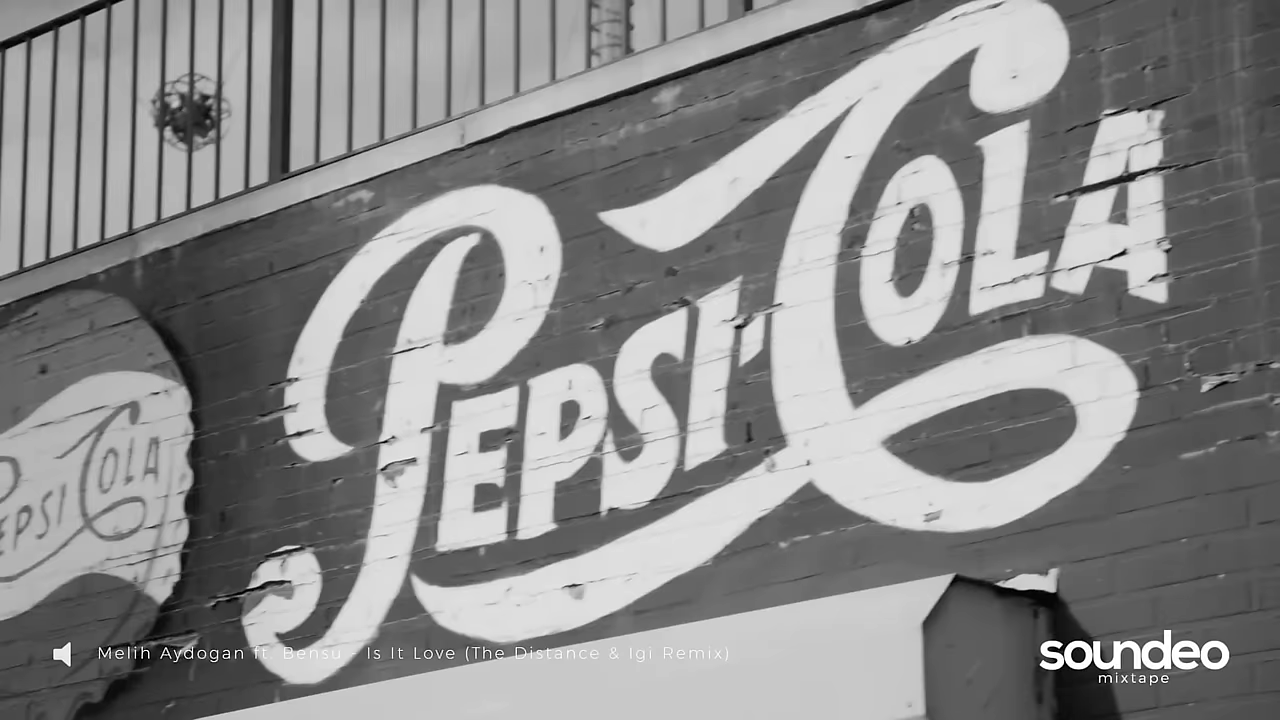 PEPSI-COLA
PEPSI COLA
Melih Aydogan ft. Bensu - Is It Love (The Distance & Igi Remix)
soundeo
mixtape